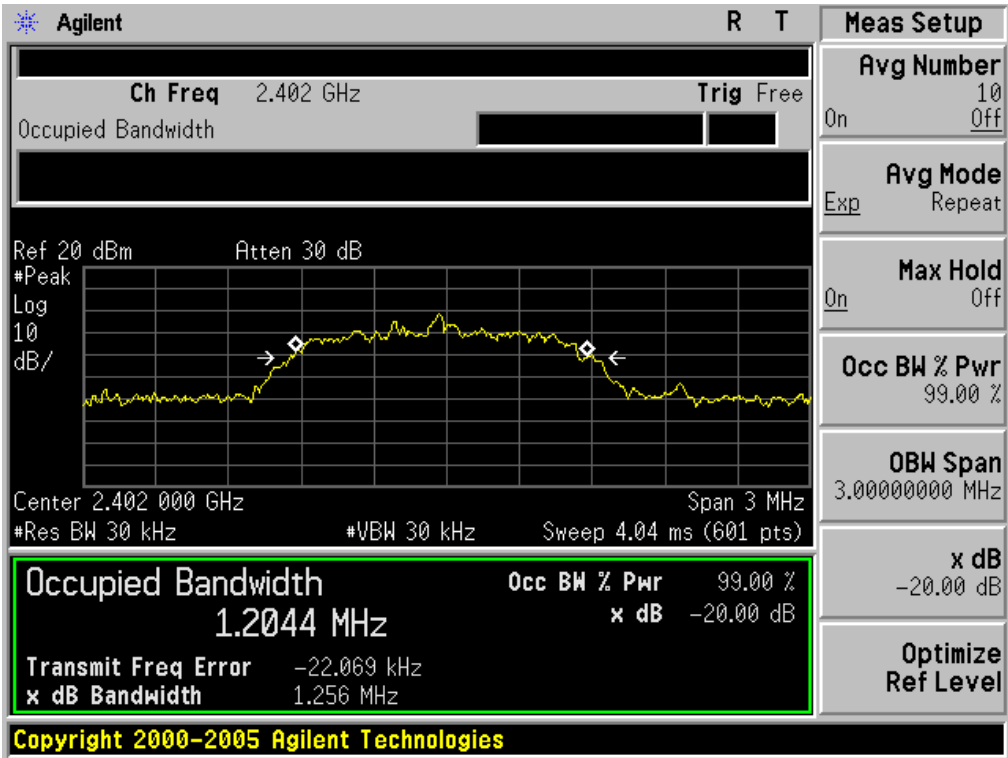 Agilent R T Meas Setup
Ch Freq 2.402 GHz Trig Free
Occupied Bandwidth
Avg Number
10
On Off
Avg Mode
Exp Repeat
Max Hold
On Off
Occ BW % Pwr
99.00 %
OBW Span
3.00000000 MHz
x dB
-20.00 dB
Optimize
Ref Level
Ref 20 dBm Atten 30 dB
#Peak
Log
10
dB/
Center 2.402 000 GHz Span 3 MHz
#Res BW 30 kHz #VBW 30 kHz Sweep 4.04 ms (601 pts)
Occupied Bandwidth Occ BW % Pwr 99.00 %
1.2044 MHz x dB -20.00 dB
Transmit Freq Error -22.069 kHz
x dB Bandwidth 1.256 MHz
Copyright 2000-2005 Agilent Technologies